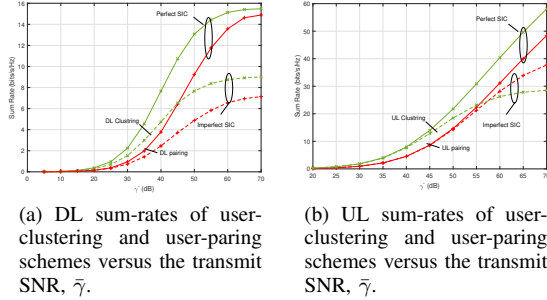 16
14
12
10
8
6
4
2
0
Sum Rate (bits/s/Hz)
Perfect SIC
DL Clustring
Imperfect SIC
DL pairing
10
20
30
40
50
60
70
γ¯ (dB)
60
50
40
30
20
10
0
Sum Rate (bits/s/Hz)
Perfect SIC
UL Clustring
Imperfect SIC
UL pairing
20
25
30
35
40
45
50
55
60
65
70
γ¯ (dB)
(a) DL sum-rates of user-
clustering and user-paring
schemes versus the transmit
SNR, γ̄.
(b) UL sum-rates of user-
clustering and user-paring
schemes versus the transmit
SNR, γ̄.